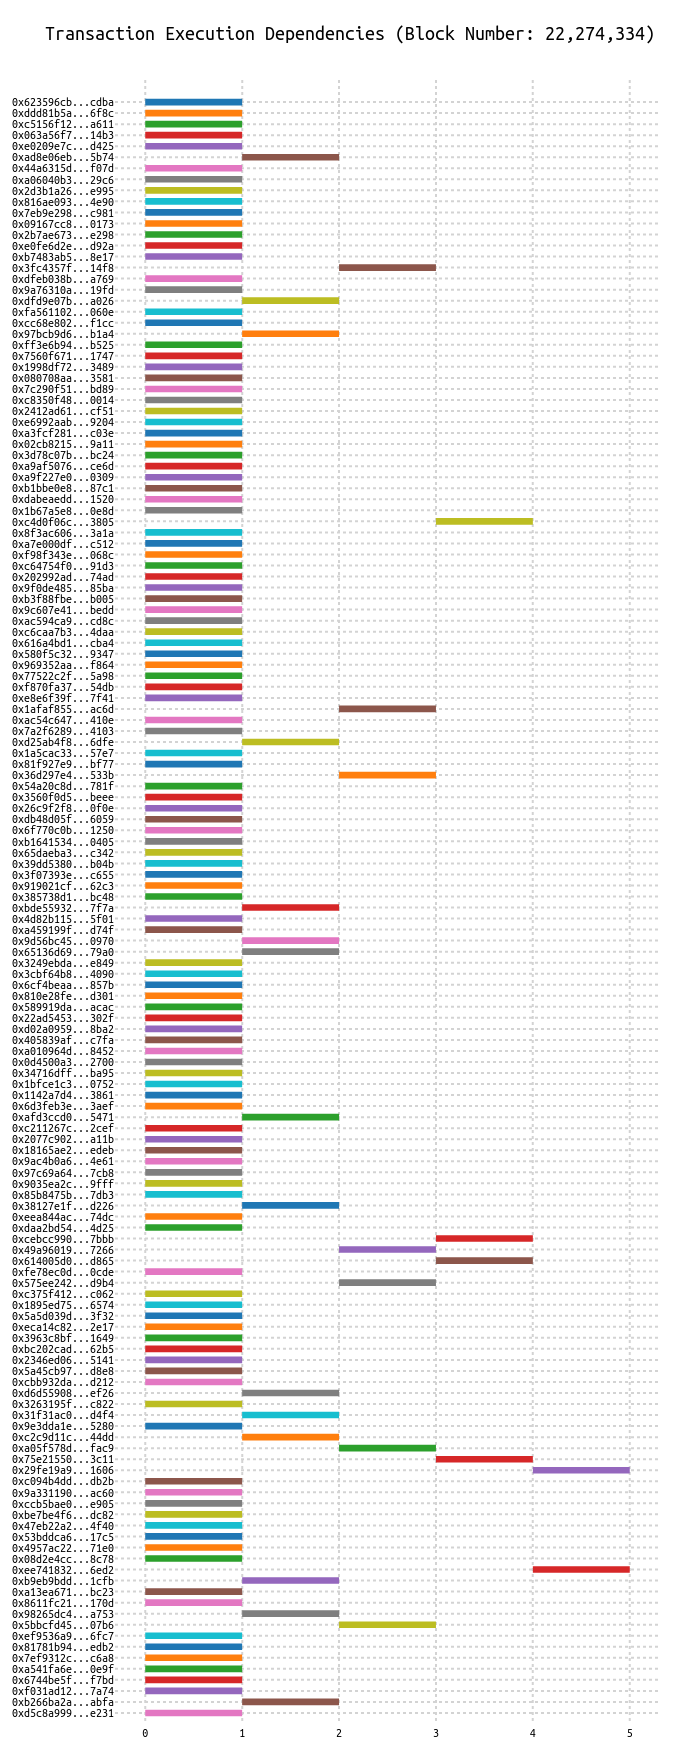 Transaction Execution Dependencies (Block Number: 22,274,334)
0x623596cb...cdba
0xddd81b5a...6f8c
0xc5156f12...a611
0x063a56f7...14b3
0xe0209e7c...d425
0xad8e06eb...5b74
0x44a6315d...f07d
0xa06040b3...29c6
0x2d3b1a26...e995
0x816ae093...4e90
0x7eb9e298...c981
0x09167cc8...0173
0x2b7ae673...e298
0xe0fe6d2e...d92a
0xb7483ab5...8e17
0x3fc4357f...14f8
0xdfeb038b...a769
0x9a76310a...19fd
0xdfd9e07b...a026
0xfa561102...060e
0xcc68e802...f1cc
0x97bcb9d6...b1a4
0xff3e6b94...b525
0x7560f671...1747
0x1998df72...3489
0x080708aa...3581
0x7c290f51...bd89
0xc8350f48...0014
0x2412ad61...cf51
0xe6992aab...9204
0xa3fcf281...c03e
0x02cb8215...9a11
0x3d78c07b...bc24
0xa9af5076...ce6d
0xa9f227e0...0309
0xb1bbe0e8...87c1
0xdabeaedd...1520
0x1b67a5e8...0e8d
0xc4d0f06c...3805
0x8f3ac606...3a1a
0xa7e000df...c512
0xf98f343e...068c
0xc64754f0...91d3
0x202992ad...74ad
0x9f0de485...85ba
0xb3f88fbe...b005
0x9c607e41...bedd
0xac594ca9...cd8c
0xc6caa7b3...4daa
0x616a4bd1...cba4
0x580f5c32...9347
0x969352aa...f864
0x77522c2f...5a98
0xf870fa37...54db
0xe8e6f39f...7f41
0x1afaf855...ac6d
0xac54c647...410e
0x7a2f6289...4103
0xd25ab4f8...6dfe
0x1a5cac33...57e7
0x81f927e9...bf77
0x36d297e4...533b
0x54a20c8d...781f
0x3560f0d5...beee
0x26c9f2f8...0f0e
0xdb48d05f...6059
0x6f770c0b...1250
0xb1641534...0405
0x65daeba3...c342
0x39dd5380...b04b
0x3f07393e...c655
0x919021cf...62c3
0x385738d1...bc48
0xbde55932...7f7a
0x4d82b115...5f01
0xa459199f...d74f
0x9d56bc45...0970
0x65136d69...79a0
0x3249ebda...e849
0x3cbf64b8...4090
0x6cf4beaa...857b
0x810e28fe...d301
0x589919da...acac
0x22ad5453...302f
0xd02a0959...8ba2
0x405839af...c7fa
0xa010964d...8452
0x0d4500a3...2700
0x34716dff...ba95
0x1bfce1c3...0752
0x1142a7d4...3861
0x6d3feb3e...3aef
0xafd3ccd0...5471
0xc211267c...2cef
0x2077c902...a11b
0x18165ae2...edeb
0x9ac4b0a6...4e61
0x97c69a64...7cb8
0x9035ea2c...9fff
0x85b8475b...7db3
0x38127e1f...d226
0xeea844ac...74dc
0xdaa2bd54...4d25
0xcebcc990...7bbb
0x49a96019...7266
0x614005d0...d865
0xfe78ec0d...0cde
0x575ee242...d9b4
0xc375f412...c062
0x1895ed75...6574
0x5a5d039d...3f32
0xeca14c82...2e17
0x3963c8bf...1649
0xbc202cad...62b5
0x2346ed06...5141
0x5a45cb97...d8e8
0xcbb932da...d212
0xd6d55908...ef26
0x3263195f...c822
0x31f31ac0...d4f4
0x9e3dda1e...5280
0xc2c9d11c...44dd
0xa05f578d...fac9
0x75e21550...3c11
0x29fe19a9...1606
0xc094b4dd...db2b
0x9a331190...ac60
0xccb5bae0...e905
0xbe7be4f6...dc82
0x47eb22a2...4f40
0x53bddca6...17c5
0x4957ac22...71e0
0x08d2e4cc...8c78
0xee741832...6ed2
0xb9eb9bdd...1cfb
0xa13ea671...bc23
0x8611fc21...170d
0x98265dc4...a753
0x5bbcfd45...07b6
0xef9536a9...6fc7
0x81781b94...edb2
0x7ef9312c...c6a8
0xa541fa6e...0e9f
0x6744be5f...f7bd
0xf031ad12...7a74
0xb266ba2a...abfa
0xd5c8a999...e231
0 1 2 3 4 5